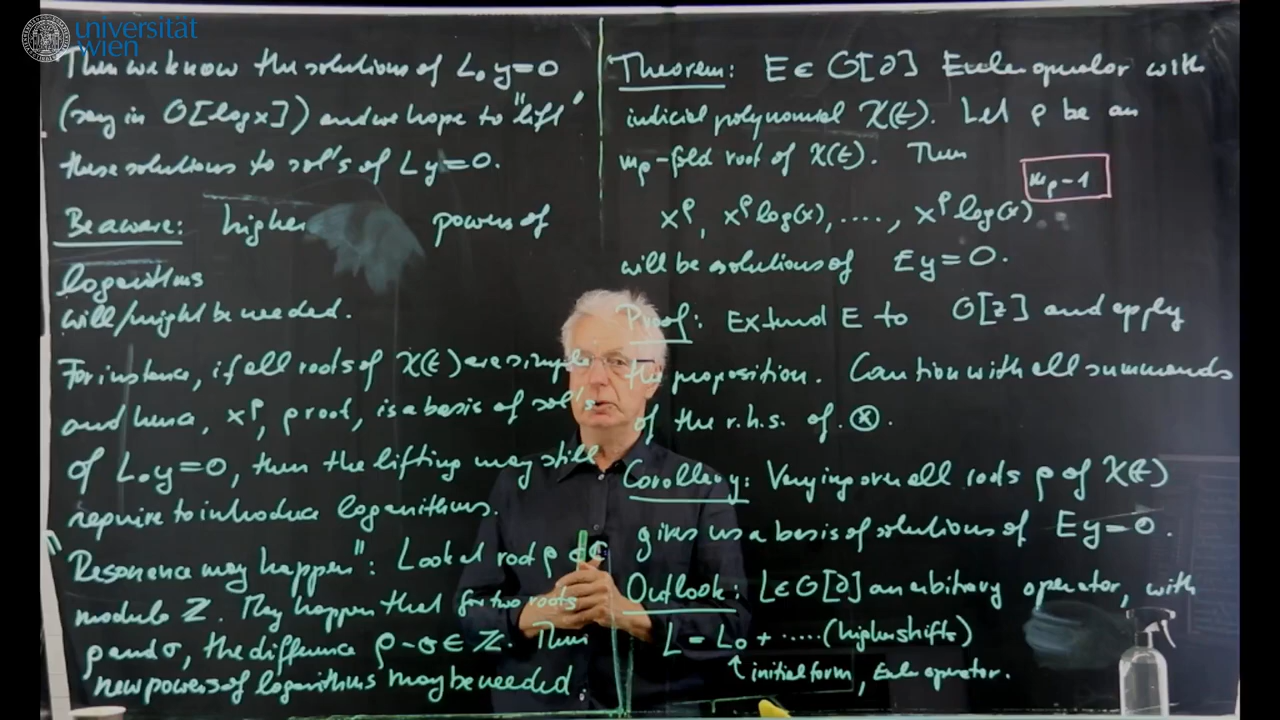 universität
wien
Then we know the solutions of L₀y=0
(say in O[log x]) and we hope to "lift"
these solutions to sol's of Ly=0.
Beaware: higher powers of
logarithms
will/might be needed.
For instance, if all roots of χ(t) are simple
and hence, x^ρ, ρ root, is a basis of sol's
of L₀y=0, then the lifting may still
require to introduce logarithms.
"Resonance may happen": Look at root ρ of
modulo ℤ. May happen that for two roots
ρ and σ, the difference ρ-σ∈ℤ. Then
new powers of logarithms may be needed.
Theorem: E∈O[∂] Euler operator with
indicial polynomial χ(t). Let ρ be an
m_ρ-fold root of χ(t). Then
m_ρ-1
x^ρ, x^ρ log(x), ...., x^ρ log(x)
will be solutions of Ey=0.
Proof: Extend E to O[z] and apply
the proposition. Caution with all summands
of the r.h.s. of ⊛.
Corollary: Varying over all roots ρ of χ(t)
gives us a basis of solutions of Ey=0.
Outlook: L∈O[∂] an arbitrary operator, with
L = L₀ + ..... (higher shifts)
↑ initial form, Euler operator.